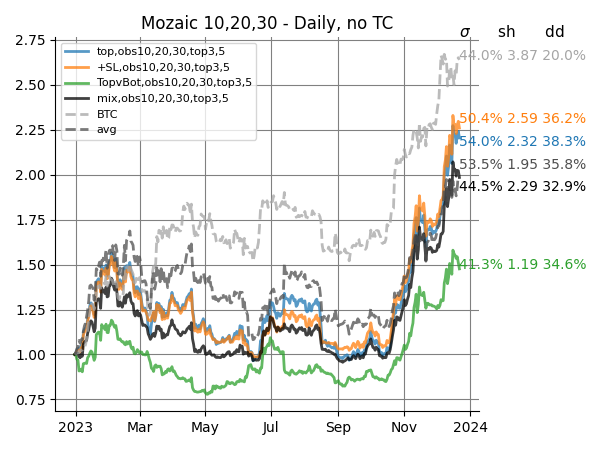 Mozaic 10,20,30 - Daily, no TC
σ sh dd
top,obs10,20,30,top3,5
+SL,obs10,20,30,top3,5
TopvBot,obs10,20,30,top3,5
mix,obs10,20,30,top3,5
BTC
avg
44.0% 3.87 20.0%
50.4% 2.59 36.2%
54.0% 2.32 38.3%
53.5% 1.95 35.8%
44.5% 2.29 32.9%
41.3% 1.19 34.6%
2.75
2.50
2.25
2.00
1.75
1.50
1.25
1.00
0.75
2023 Mar May Jul Sep Nov 2024